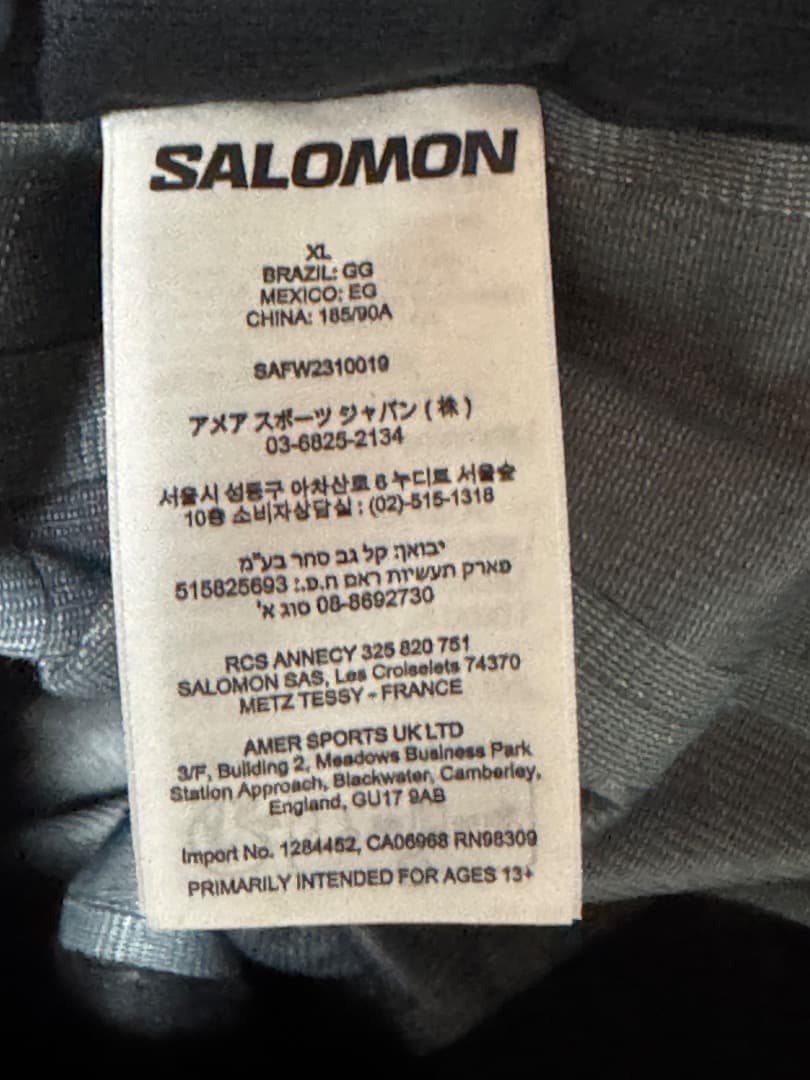 SALOMON
XL
BRAZIL: GG
MEXICO: EG
CHINA: 185/90A
SAFW2310019
アメア スポーツ ジャパン ( 株 )
03-6825-2134
서울시 성동구 아차산로 6 누디트 서울숲
10층 소비자상담실 : (02)-515-1318
יבואן: קל גב סחר בע"מ
פארק תעשיות ראם ח.פ.: 515825693
08-8692730 סוג א'
RCS ANNECY 325 820 751
SALOMON SAS, Les Croiselets 74370
METZ TESSY - FRANCE
AMER SPORTS UK LTD
3/F, Building 2, Meadows Business Park
Station Approach, Blackwater, Camberley,
England, GU17 9AB
Import No. 1284462, CA06968 RN98309
PRIMARILY INTENDED FOR AGES 13+